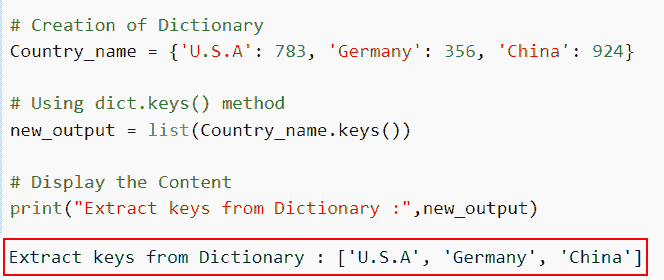 # Creation of Dictionary
Country_name = {'U.S.A': 783, 'Germany': 356, 'China': 924}
# Using dict.keys() method
new_output = list(Country_name.keys())
# Display the Content
print("Extract keys from Dictionary :",new_output)
Extract keys from Dictionary : ['U.S.A', 'Germany', 'China']